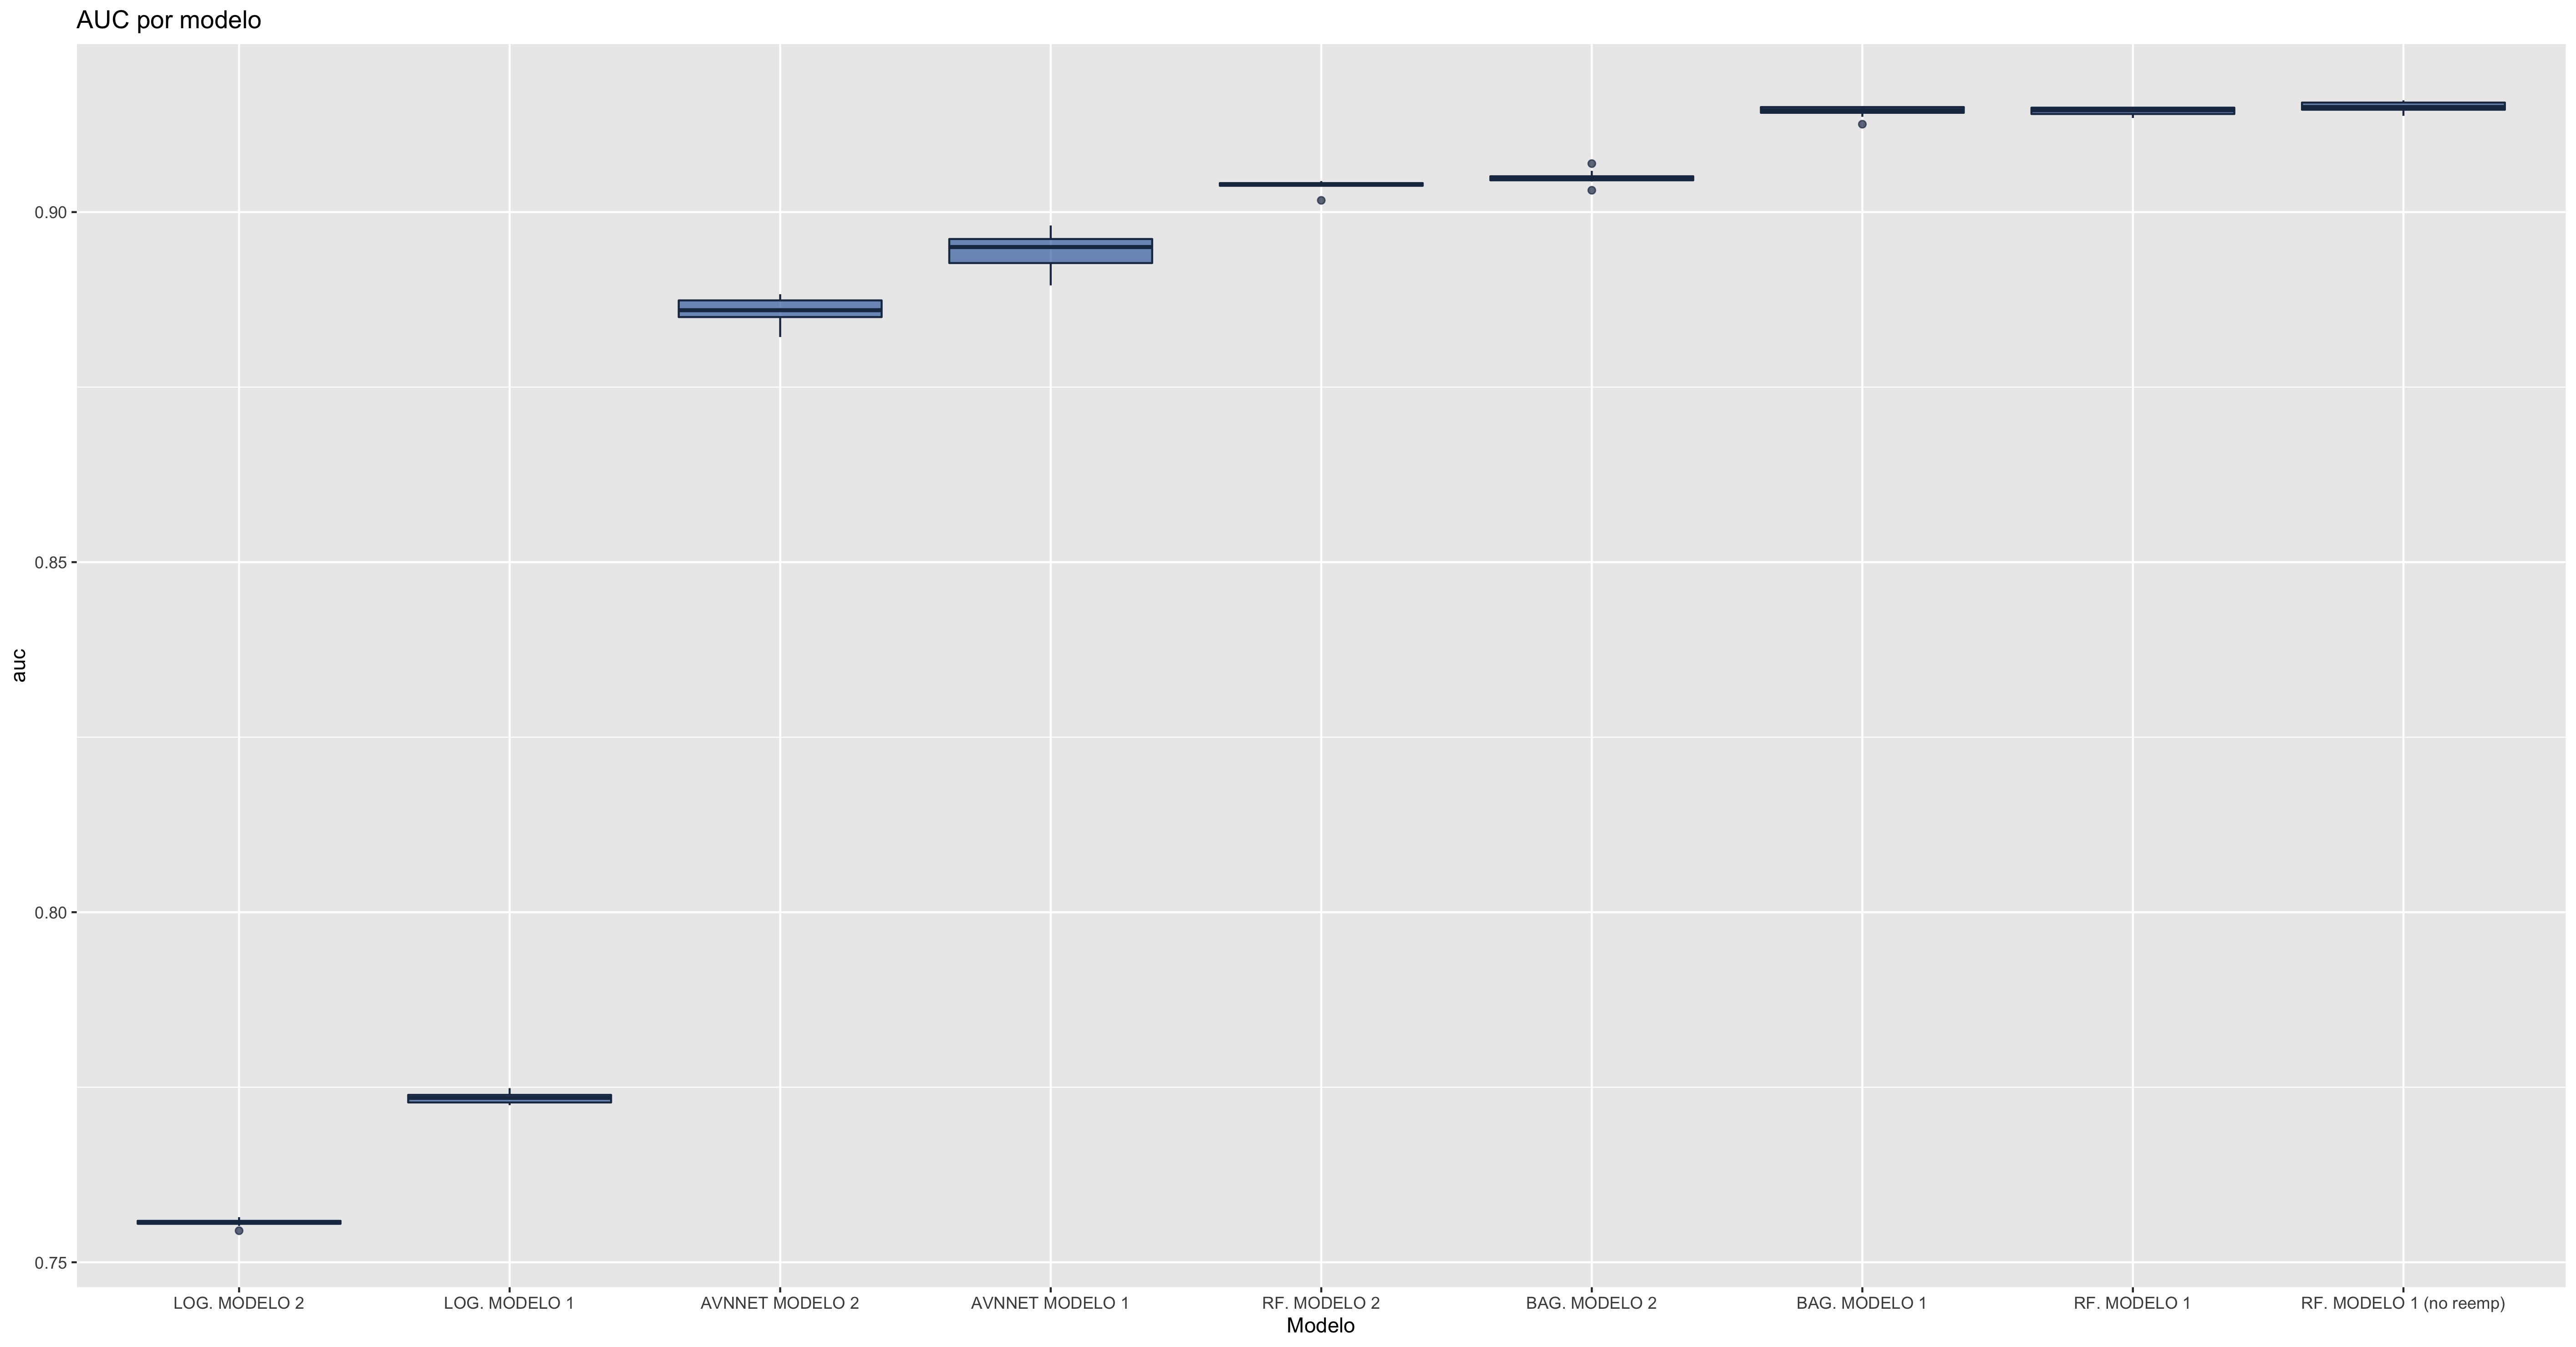 AUC por modelo
0.90
0.85
auc
0.80
0.75
LOG. MODELO 2
LOG. MODELO 1
AVNNET MODELO 2
AVNNET MODELO 1
RF. MODELO 2
BAG. MODELO 2
BAG. MODELO 1
RF. MODELO 1
RF. MODELO 1 (no reemp)
Modelo